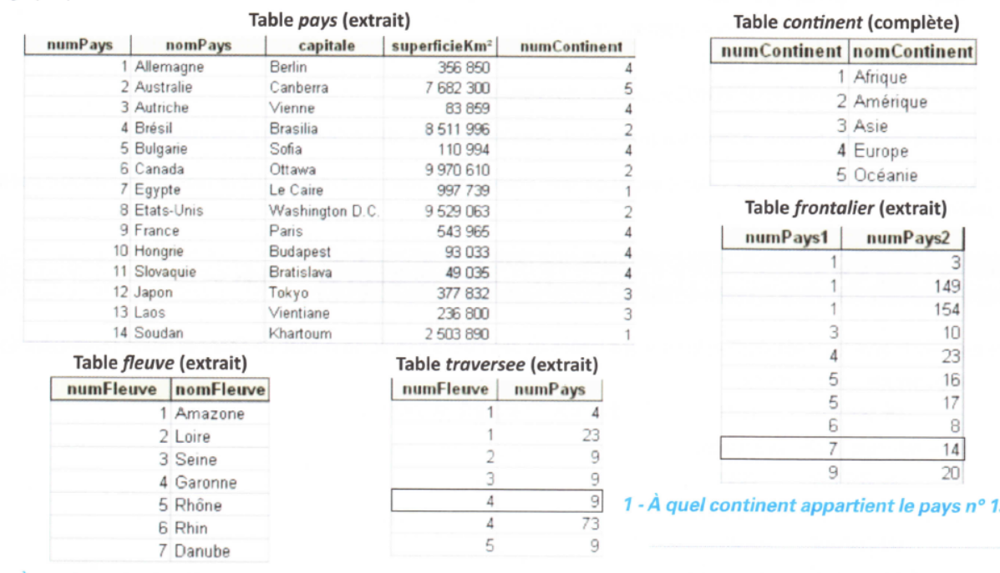 Table pays (extrait)
numPays nomPays capitale superficieKm² numContinent
1 Allemagne Berlin 356 850 4
2 Australie Canberra 7 682 300 5
3 Autriche Vienne 83 859 4
4 Brésil Brasilia 8 511 996 2
5 Bulgarie Sofia 110 994 4
6 Canada Ottawa 9 970 610 2
7 Egypte Le Caire 997 739 1
8 Etats-Unis Washington D.C. 9 529 063 2
9 France Paris 543 965 4
10 Hongrie Budapest 93 033 4
11 Slovaquie Bratislava 49 035 4
12 Japon Tokyo 377 832 3
13 Laos Vientiane 236 800 3
14 Soudan Khartoum 2 503 890 1
Table continent (complète)
numContinent nomContinent
1 Afrique
2 Amérique
3 Asie
4 Europe
5 Océanie
Table frontalier (extrait)
numPays1 numPays2
1 3
1 149
1 154
3 10
4 23
5 16
5 17
6 8
7 14
9 20
Table fleuve (extrait)
numFleuve nomFleuve
1 Amazone
2 Loire
3 Seine
4 Garonne
5 Rhône
6 Rhin
7 Danube
Table traversee (extrait)
numFleuve numPays
1 4
1 23
2 9
3 9
4 9
4 73
5 9
1 - À quel continent appartient le pays n°